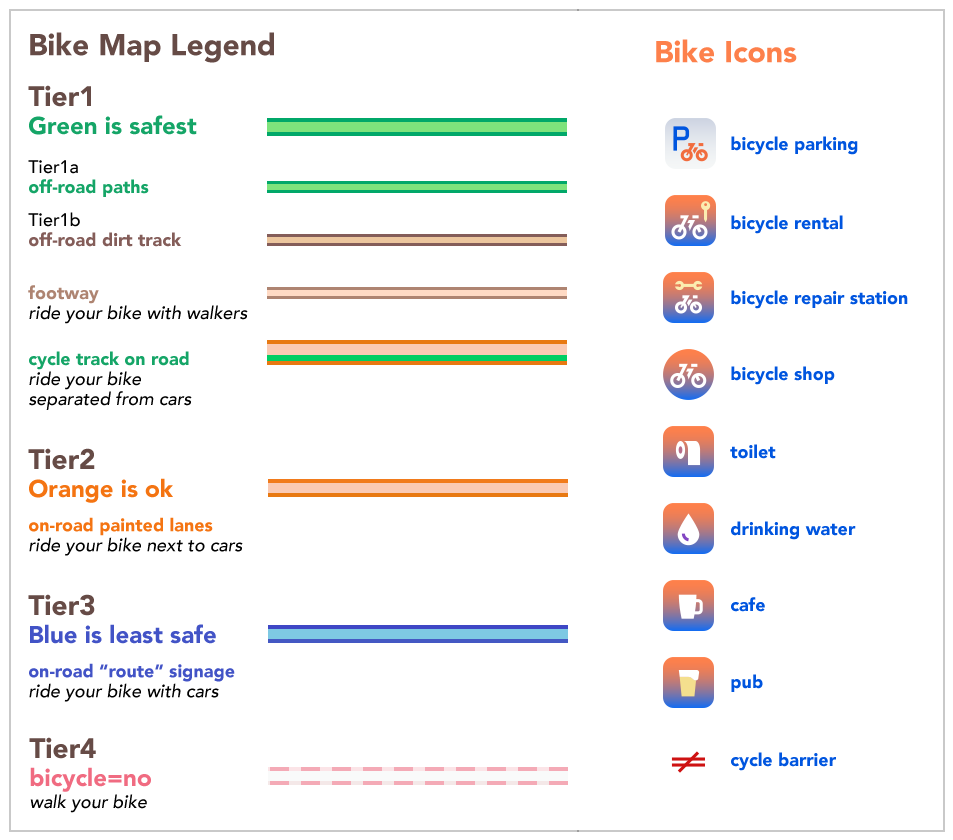 Bike Map Legend
Tier1
Green is safest
Tier1a
off-road paths
Tier1b
off-road dirt track
footway
ride your bike with walkers
cycle track on road
ride your bike
separated from cars
Tier2
Orange is ok
on-road painted lanes
ride your bike next to cars
Tier3
Blue is least safe
on-road “route” signage
ride your bike with cars
Tier4
bicycle=no
walk your bike
Bike Icons
P
bicycle parking
bicycle rental
bicycle repair station
bicycle shop
toilet
drinking water
cafe
pub
cycle barrier